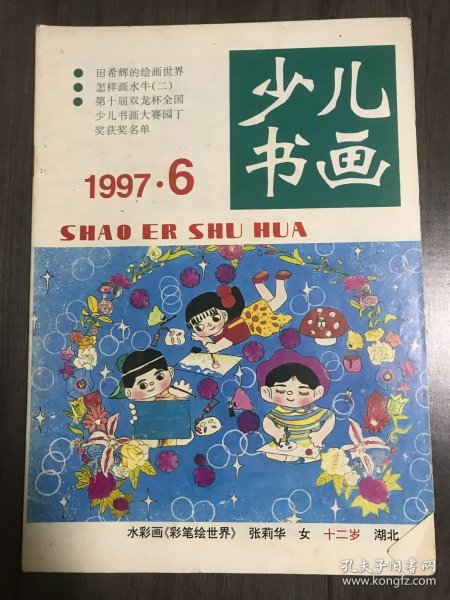 ● 田希辉的绘画世界
● 怎样画水牛(二)
● 第十届双龙杯全国
少儿书画大赛园丁
奖获奖名单
少儿
书画
1997·6
SHAO ER SHU HUA
水彩画《彩笔绘世界》 张莉华 女 十二岁 湖北
孔夫子旧书网
www.kongfz.com